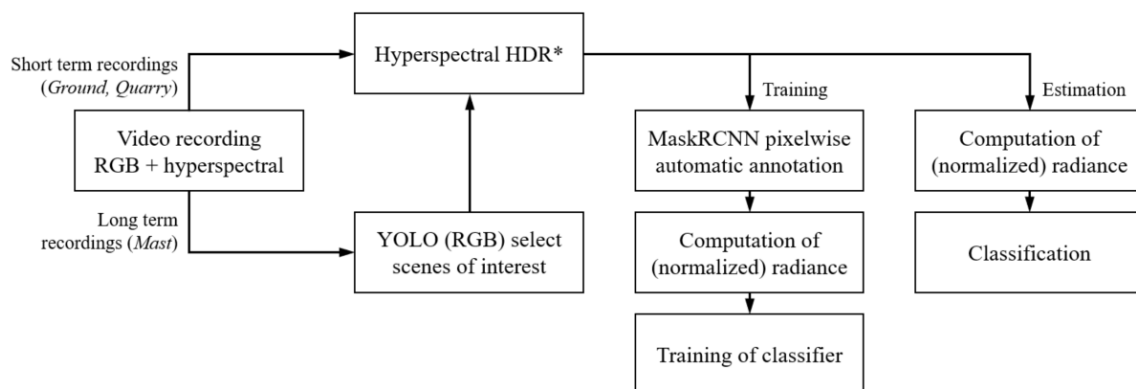 Short term recordings
(Ground, Quarry)
Hyperspectral HDR*
Training
Estimation
Video recording
RGB + hyperspectral
MaskRCNN pixelwise
automatic annotation
Computation of
(normalized) radiance
Long term
recordings (Mast)
YOLO (RGB) select
scenes of interest
Computation of
(normalized) radiance
Classification
Training of classifier